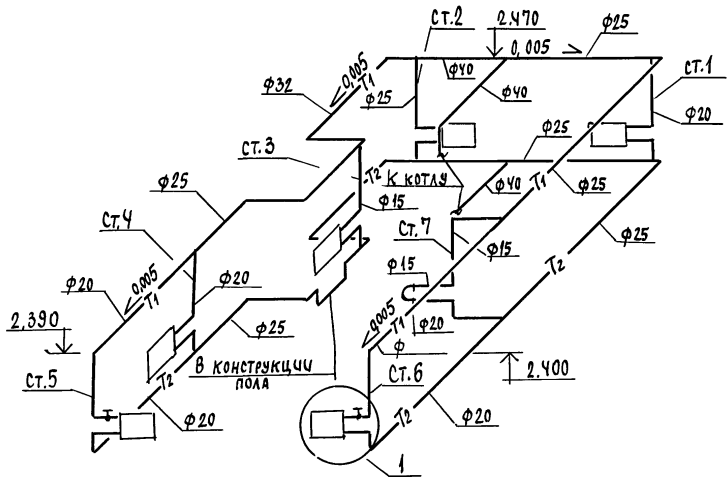 СТ.2
2.470
0,005
ф25
ф40
ф25
ф40
СТ.1
ф20
0,005
Т1
ф32
СТ.3
Т2
К КОТЛУ
ф40
ф25
Т1
ф25
ф25
ф15
ф25
СТ.4
СТ.7
ф15
Т2
ф15
ф20
0,005
Т1
ф20
ф20
2,390
ф25
0,005
Т1
ф
2.400
В КОНСТРУКЦИИ
ПОЛА
СТ.5
Т2
ф20
СТ.6
Т2
ф20
1